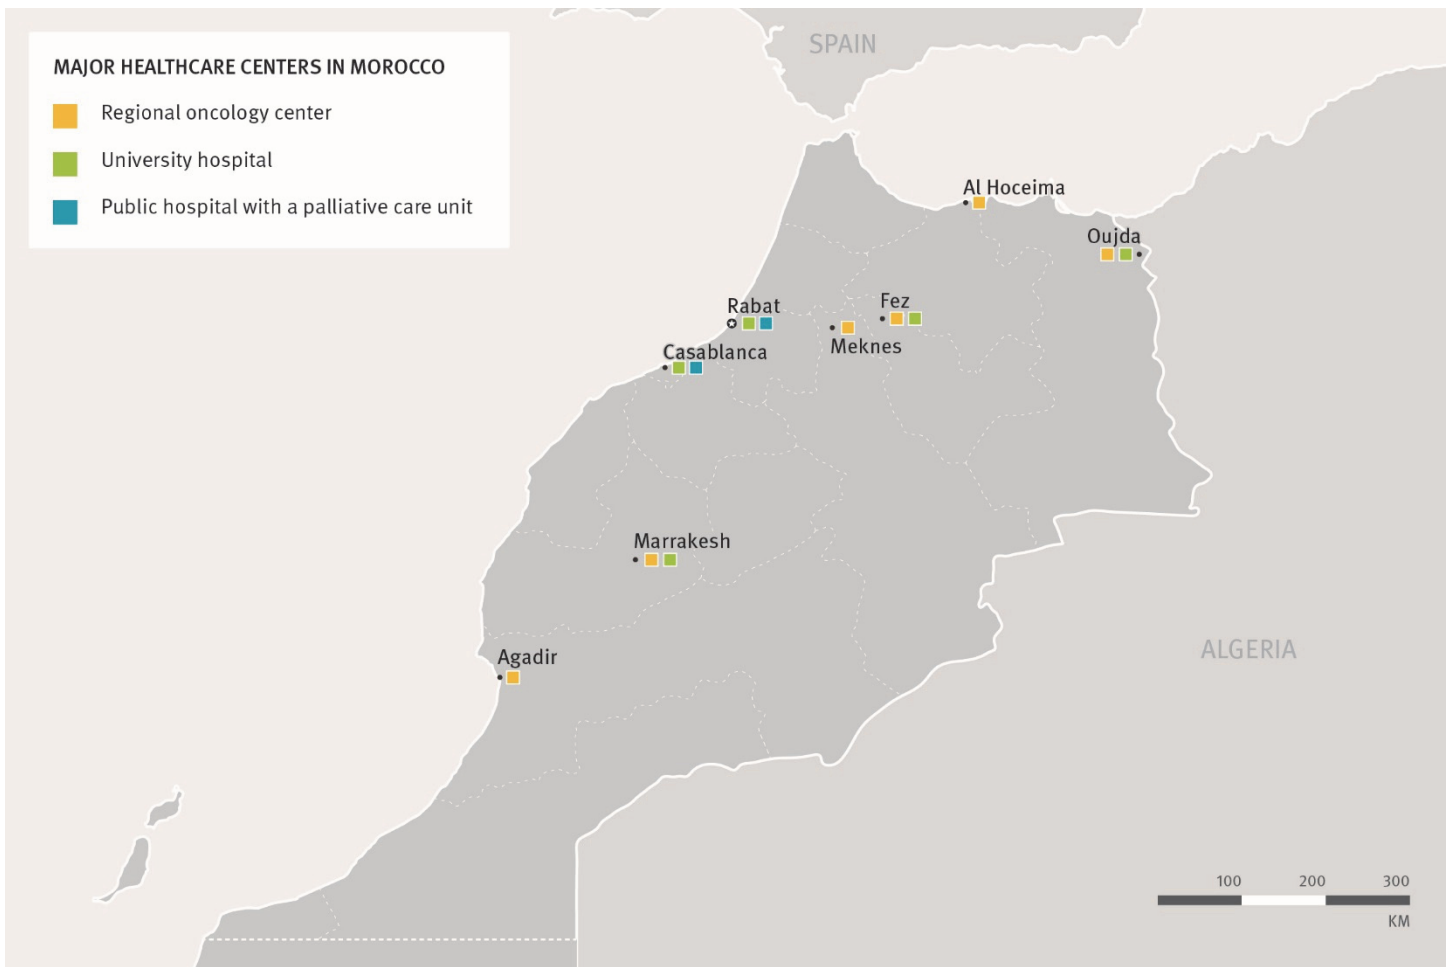 SPAIN
MAJOR HEALTHCARE CENTERS IN MOROCCO
Regional oncology center
University hospital
Public hospital with a palliative care unit
Al Hoceima
Oujda
Rabat
Fez
Meknes
Casablanca
Marrakesh
Agadir
ALGERIA
100 200 300
KM